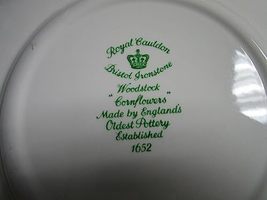 Royal Cauldon
Bristol Ironstone
Woodstock
"Cornflowers"
Made by Englands
Oldest Pottery
Established
1652